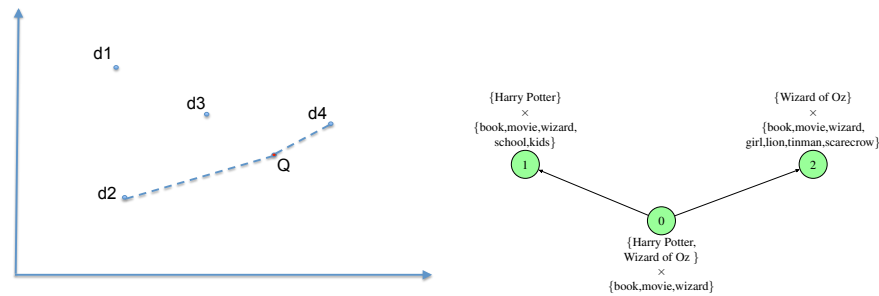 d1
d3
d4
Q
d2
{Harry Potter}
×
{book,movie,wizard,
school,kids}
1
{Wizard of Oz}
×
{book,movie,wizard,
girl,lion,tinman,scarecrow}
2
0
{Harry Potter,
Wizard of Oz }
×
{book,movie,wizard}